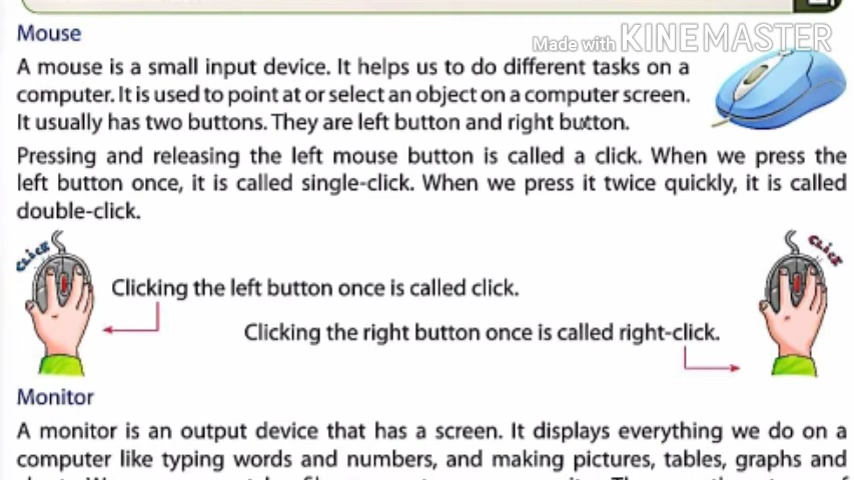 Made with KINEMASTER
Mouse
A mouse is a small input device. It helps us to do different tasks on a
computer. It is used to point at or select an object on a computer screen.
It usually has two buttons. They are left button and right button.
Pressing and releasing the left mouse button is called a click. When we press the
left button once, it is called single-click. When we press it twice quickly, it is called
double-click.
CLICK
CLICK
Clicking the left button once is called click.
Clicking the right button once is called right-click.
Monitor
A monitor is an output device that has a screen. It displays everything we do on a
computer like typing words and numbers, and making pictures, tables, graphs and